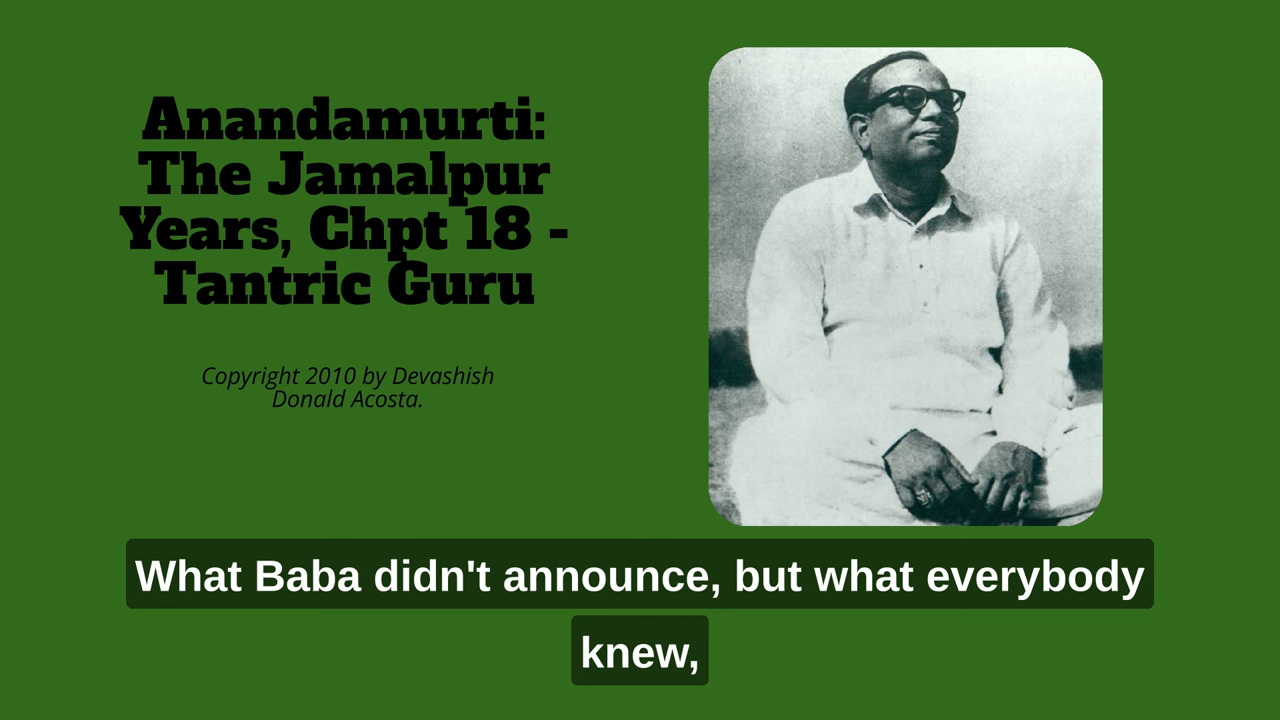 Anandamurti:
The Jamalpur
Years, Chpt 18 -
Tantric Guru
Copyright 2010 by Devashish
Donald Acosta.
What Baba didn't announce, but what everybody
knew,